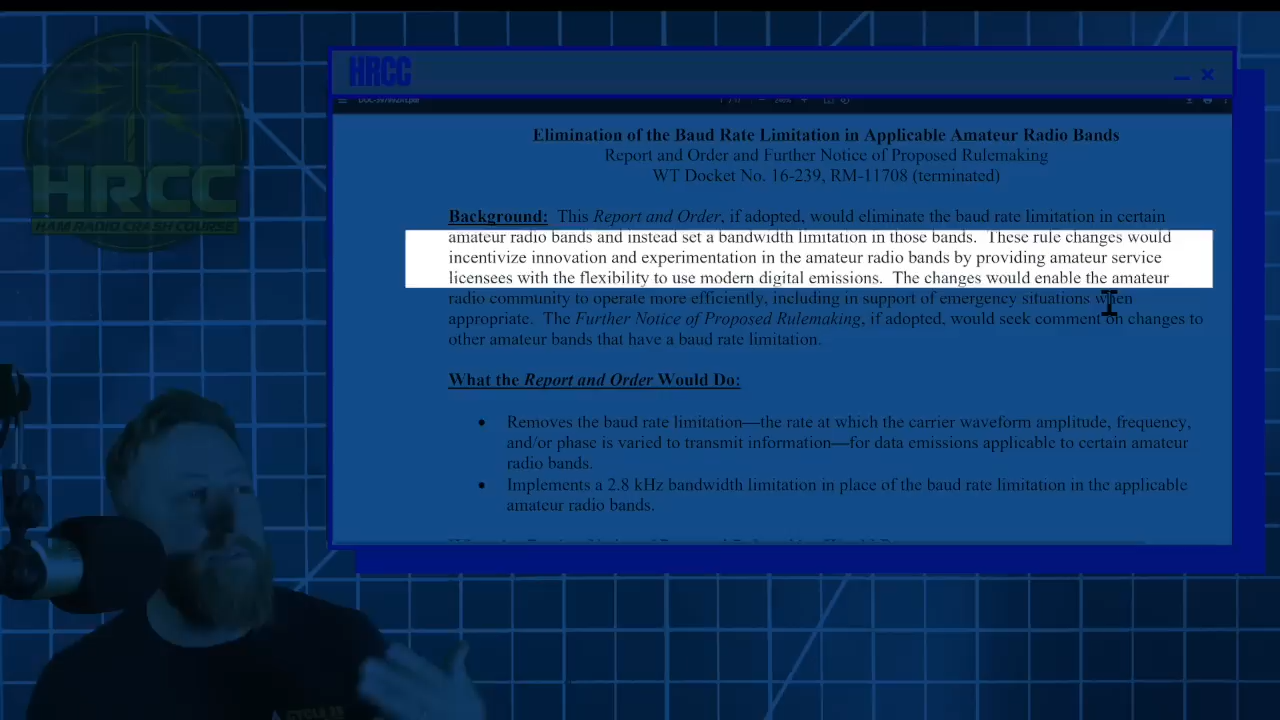 HRCC
HRCC
HAM RADIO CRASH COURSE
Elimination of the Baud Rate Limitation in Applicable Amateur Radio Bands
Report and Order and Further Notice of Proposed Rulemaking
WT Docket No. 16-239, RM-11708 (terminated)
Background: This Report and Order, if adopted, would eliminate the baud rate limitation in certain
amateur radio bands and instead set a bandwidth limitation in those bands. These rule changes would
incentivize innovation and experimentation in the amateur radio bands by providing amateur service
licensees with the flexibility to use modern digital emissions. The changes would enable the amateur
radio community to operate more efficiently, including in support of emergency situations when
appropriate. The Further Notice of Proposed Rulemaking, if adopted, would seek comment on changes to
other amateur bands that have a baud rate limitation.
What the Report and Order Would Do:
• Removes the baud rate limitation—the rate at which the carrier waveform amplitude, frequency,
and/or phase is varied to transmit information—for data emissions applicable to certain amateur
radio bands.
• Implements a 2.8 kHz bandwidth limitation in place of the baud rate limitation in the applicable
amateur radio bands.